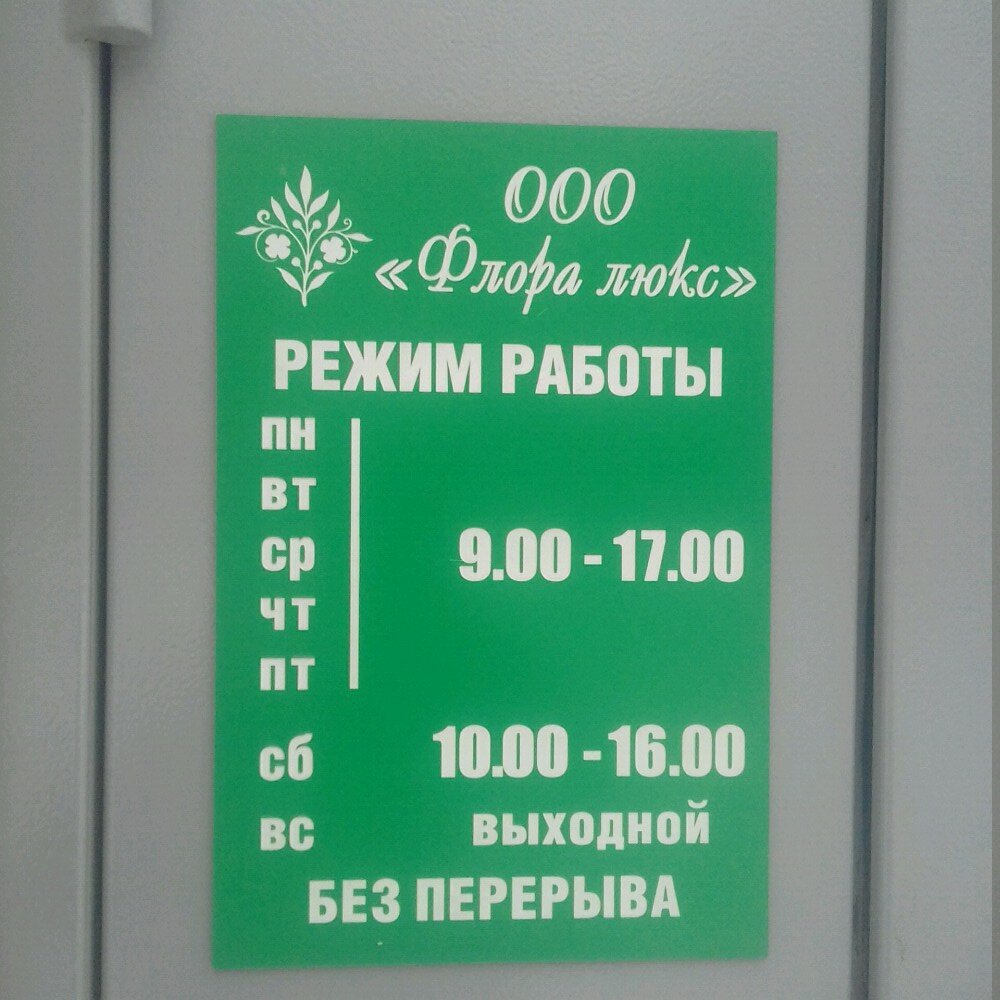 ООО
«Флора люкс»
РЕЖИМ РАБОТЫ
пн
вт
ср
чт
пт
9.00 - 17.00
сб 10.00 - 16.00
вс выходной
БЕЗ ПЕРЕРЫВА